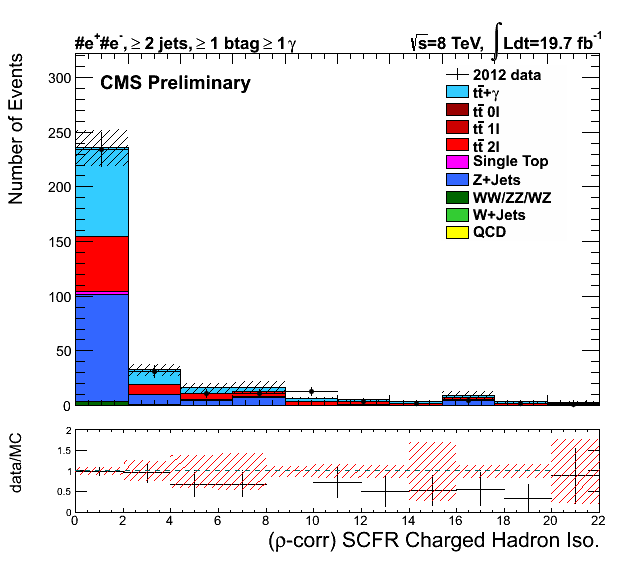 #e⁺#e⁻, ≥ 2 jets, ≥ 1 btag ≥ 1 γ
√s=8 TeV, ∫ Ldt=19.7 fb⁻¹
CMS Preliminary
2012 data
tt̄+γ
tt̄ 0l
tt̄ 1l
tt̄ 2l
Single Top
Z+Jets
WW/ZZ/WZ
W+Jets
QCD
Number of Events
300
250
200
150
100
50
0
data/MC
2
1.5
1
0.5
0
0 2 4 6 8 10 12 14 16 18 20 22
(ρ-corr) SCFR Charged Hadron Iso.